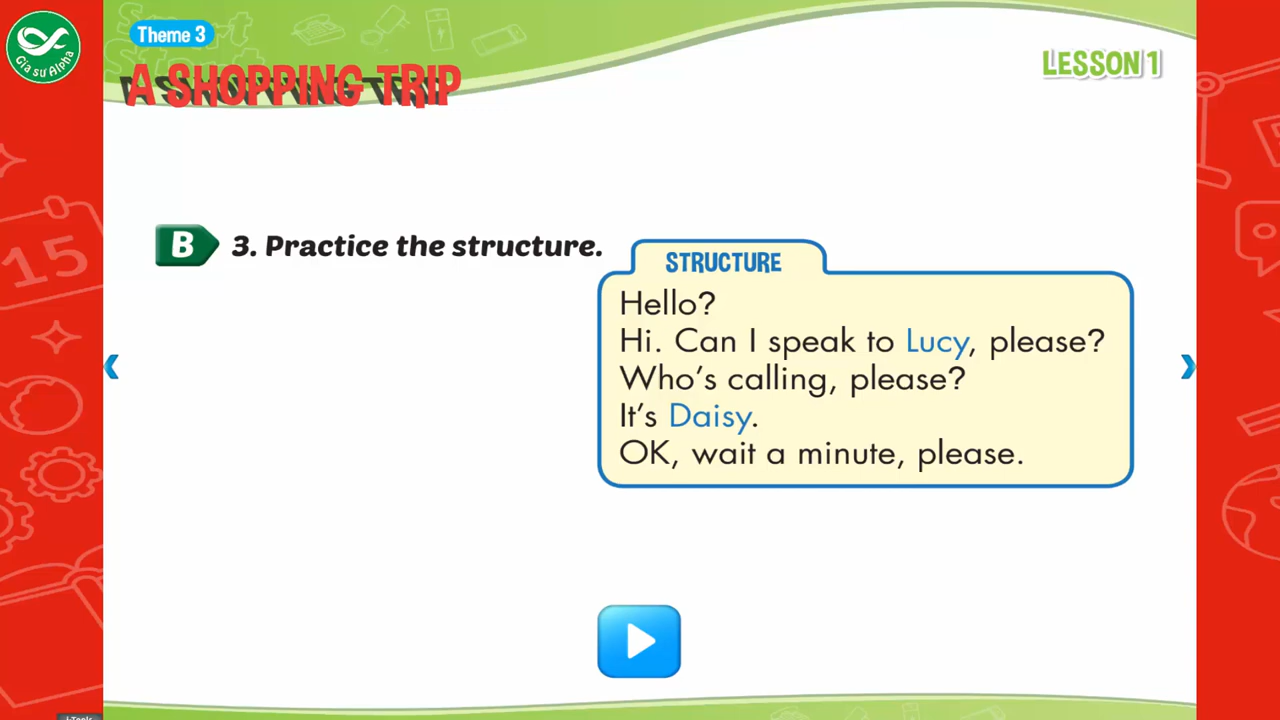 Gia sư Alpha
Theme 3
A SHOPPING TRIP
LESSON 1
B 3. Practice the structure.
STRUCTURE
Hello?
Hi. Can I speak to Lucy, please?
Who's calling, please?
It's Daisy.
OK, wait a minute, please.
15